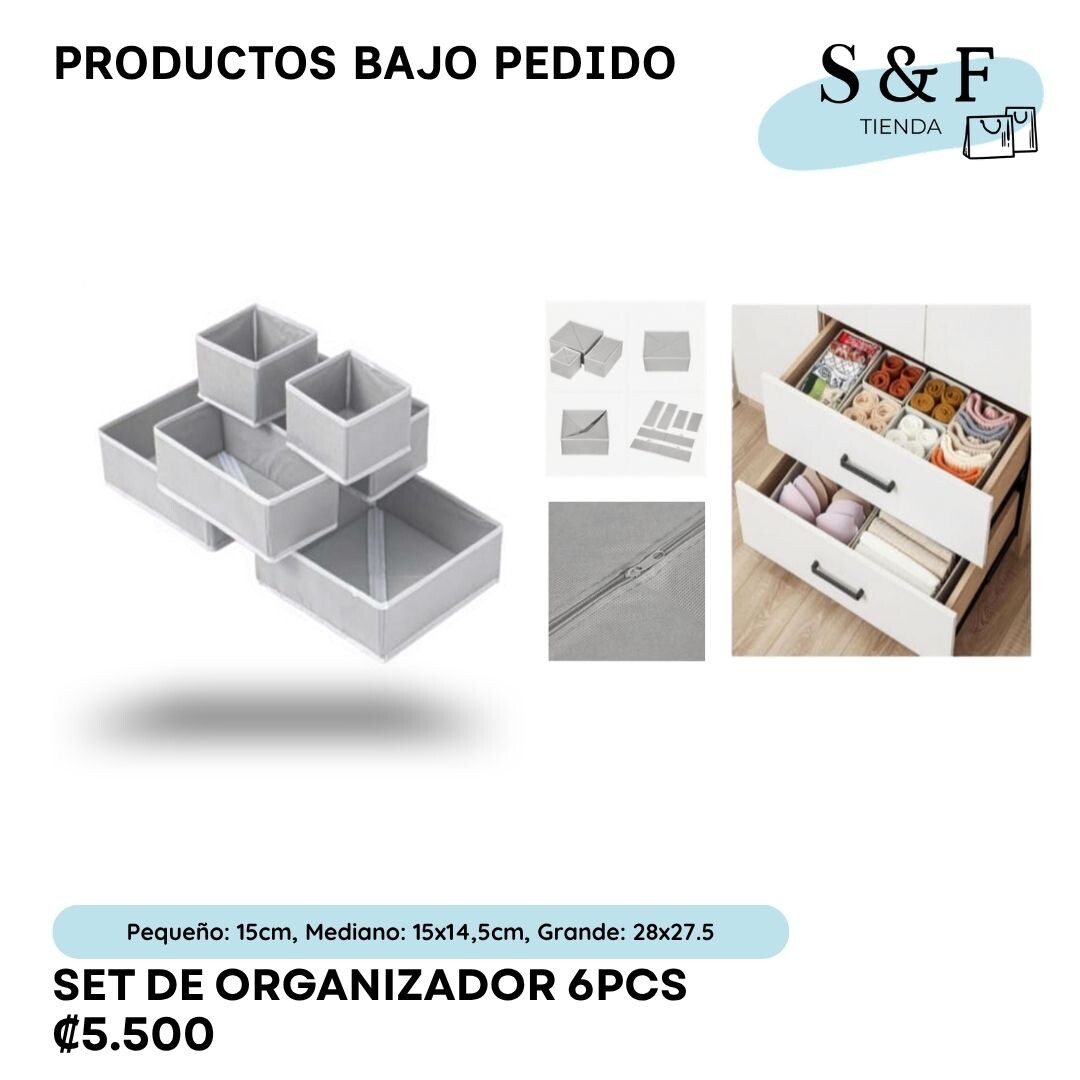 PRODUCTOS BAJO PEDIDO
S & F
TIENDA
Pequeño: 15cm, Mediano: 15x14,5cm, Grande: 28x27.5
SET DE ORGANIZADOR 6PCS
₡5.500